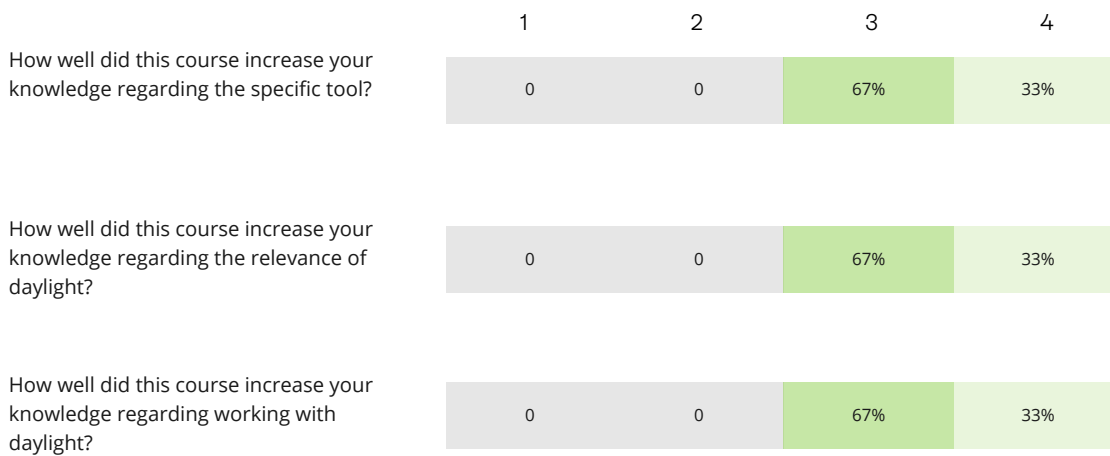 1 2 3 4
How well did this course increase your
knowledge regarding the specific tool?
0 0 67% 33%
How well did this course increase your
knowledge regarding the relevance of
daylight?
0 0 67% 33%
How well did this course increase your
knowledge regarding working with
daylight?
0 0 67% 33%